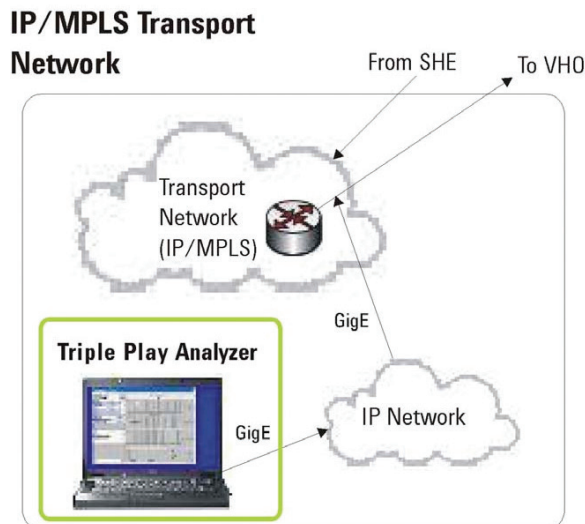 IP/MPLS Transport
Network
From SHE
To VHO
Transport
Network
(IP/MPLS)
GigE
Triple Play Analyzer
GigE
IP Network